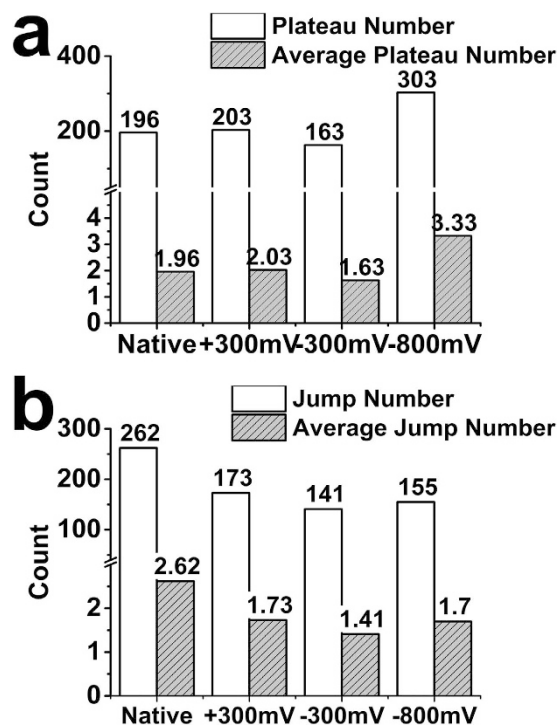 a
Plateau Number
Average Plateau Number
400
303
196
203
200
163
Count
4
3.33
3
1.96
2.03
2
1.63
1
0
Native +300mV -300mV -800mV
b
Jump Number
Average Jump Number
300
262
200
173
141
155
100
Count
2.62
2
1.73
1.41
1.7
1
0
Native +300mV -300mV -800mV